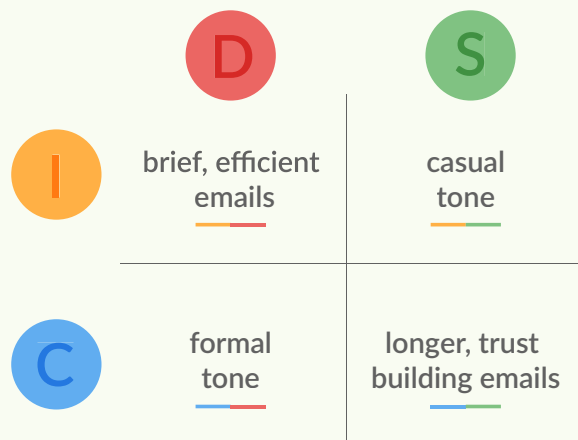 D
S
I
brief, efficient
emails
casual
tone
C
formal
tone
longer, trust
building emails